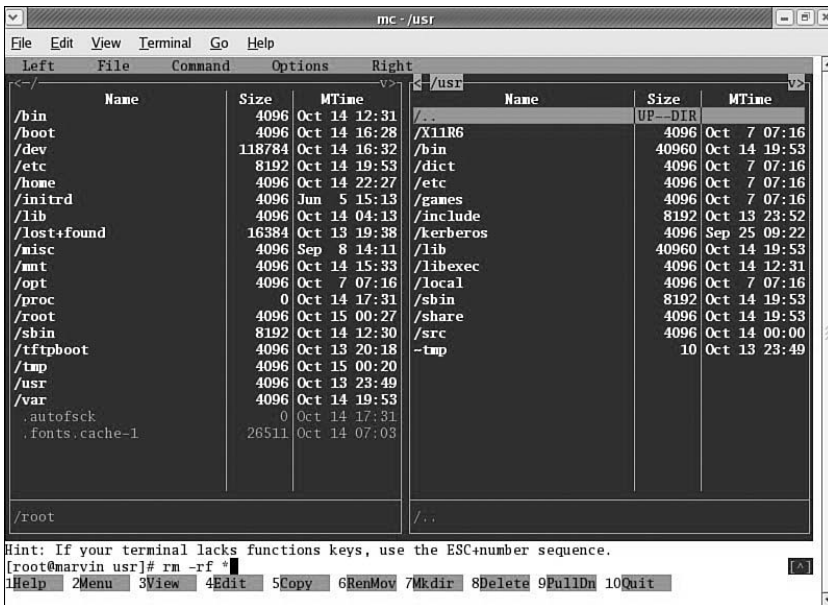 mc - /usr
File Edit View Terminal Go Help
Left File Command Options Right
<-/ v> 
Name Size MTime
/bin 4096 Oct 14 12:31
/boot 4096 Oct 14 16:28
/dev 118784 Oct 14 16:32
/etc 8192 Oct 14 19:53
/home 4096 Oct 14 22:27
/initrd 4096 Jun 5 15:13
/lib 4096 Oct 14 04:13
/lost+found 16384 Oct 13 19:38
/misc 4096 Sep 8 14:11
/mnt 4096 Oct 14 15:33
/opt 4096 Oct 7 07:16
/proc 0 Oct 14 17:31
/root 4096 Oct 15 00:27
/sbin 8192 Oct 14 12:30
/tftpboot 4096 Oct 13 20:18
/tmp 4096 Oct 15 00:20
/usr 4096 Oct 13 23:49
/var 4096 Oct 14 19:53
.autofsck 0 Oct 14 17:31
.fonts.cache-1 26511 Oct 14 07:03
/root
< /usr v>
Name Size MTime
/.. UP--DIR
/X11R6 4096 Oct 7 07:16
/bin 40960 Oct 14 19:53
/dict 4096 Oct 7 07:16
/etc 4096 Oct 7 07:16
/games 4096 Oct 7 07:16
/include 8192 Oct 13 23:52
/kerberos 4096 Sep 25 09:22
/lib 40960 Oct 14 19:53
/libexec 4096 Oct 14 12:31
/local 4096 Oct 7 07:16
/sbin 8192 Oct 14 19:53
/share 4096 Oct 14 19:53
/src 4096 Oct 14 00:00
~tmp 10 Oct 13 23:49
/..
Hint: If your terminal lacks functions keys, use the ESC+number sequence.
[root@marvin usr]# rm -rf * [^]
1Help 2Menu 3View 4Edit 5Copy 6RenMov 7Mkdir 8Delete 9PullDn 10Quit